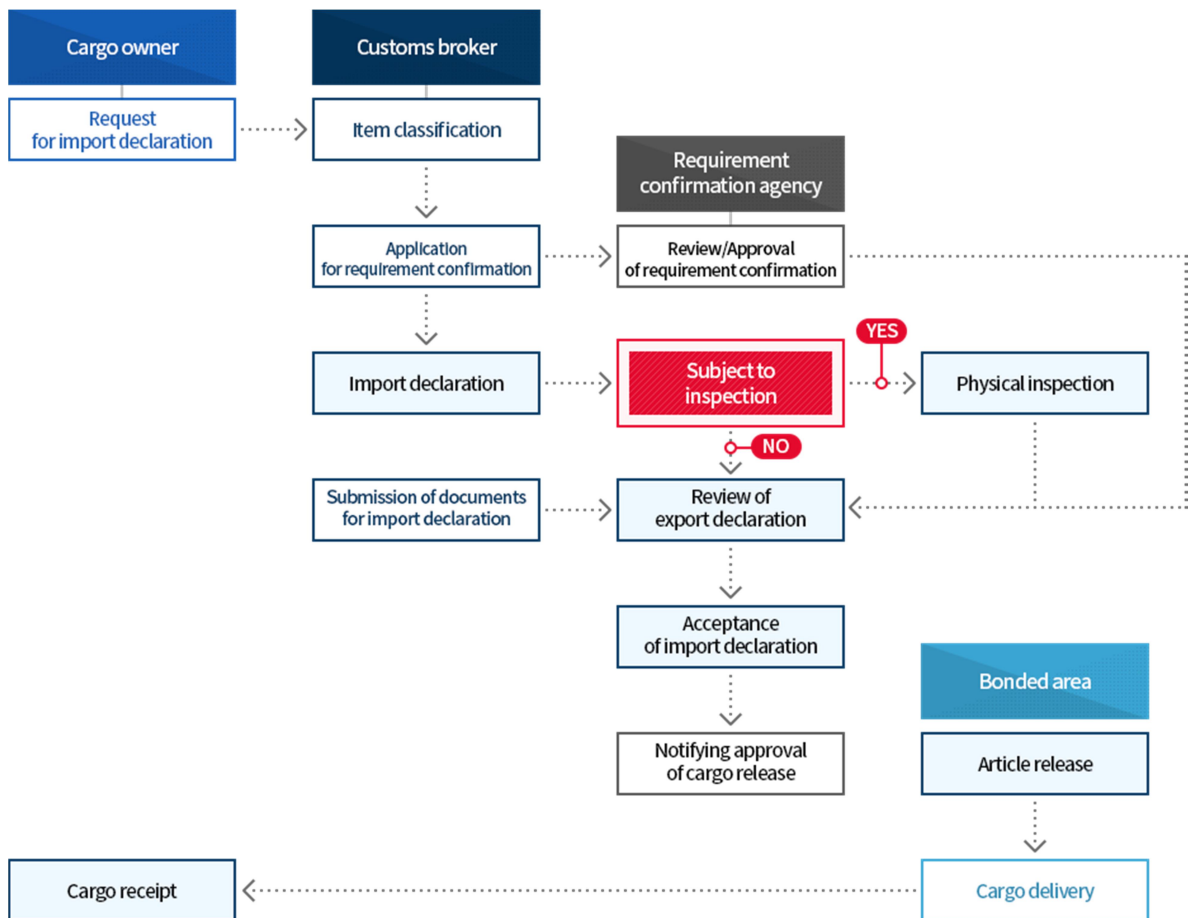 Cargo owner
Customs broker
Request
for import declaration
Item classification
Requirement
confirmation agency
Application
for requirement confirmation
Review/Approval
of requirement confirmation
YES
Import declaration
Subject to
inspection
Physical inspection
NO
Submission of documents
for import declaration
Review of
export declaration
Acceptance
of import declaration
Bonded area
Notifying approval
of cargo release
Article release
Cargo receipt
Cargo delivery